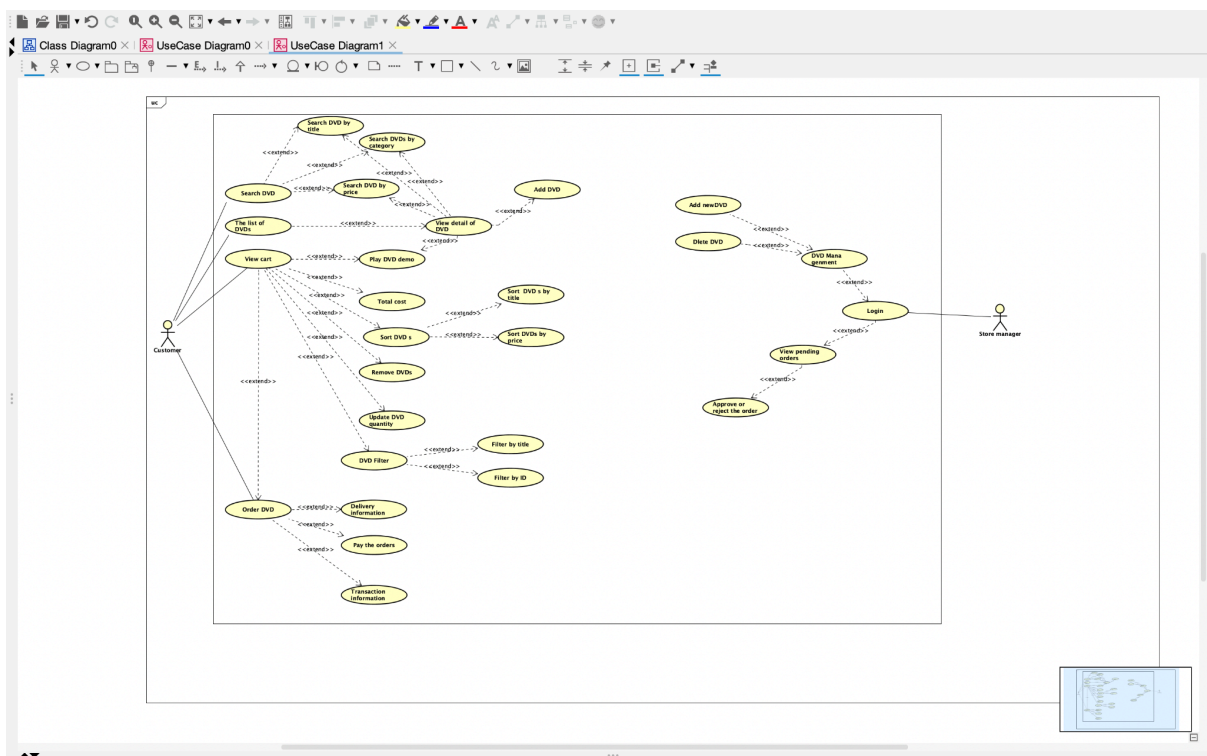 Class Diagram0
UseCase Diagram0
UseCase Diagram1
uc
Search DVD by
title
Search DVDs by
category
<<extend>>
<<extend>>
<<extend>>
<<extend>>
Search DVD
<<extend>>
Search DVD by
price
<<extend>>
Add DVD
<<extend>>
The list of
DVDs
<<extend>>
View detail of
DVD
<<extend>>
View cart
<<extend>>
Play DVD demo
<<extend>>
Total cost
<<extend>>
<<extend>>
Sort DVD s
<<extend>>
Sort DVD s by
title
<<extend>>
Sort DVDs by
price
<<extend>>
<<extend>>
Remove DVDs
<<extend>>
Update DVD
quantity
DVD Filter
<<extend>>
Filter by title
<<extend>>
Filter by ID
Customer
Order DVD
<<extend>>
Delivery
information
<<extend>>
Pay the orders
<<extend>>
Transaction
information
Add newDVD
<<extend>>
Dlete DVD
<<extend>>
DVD Mana
genment
<<extend>>
Login
Store manager
<<extend>>
View pending
orders
<<extend>>
Approve or
reject the order